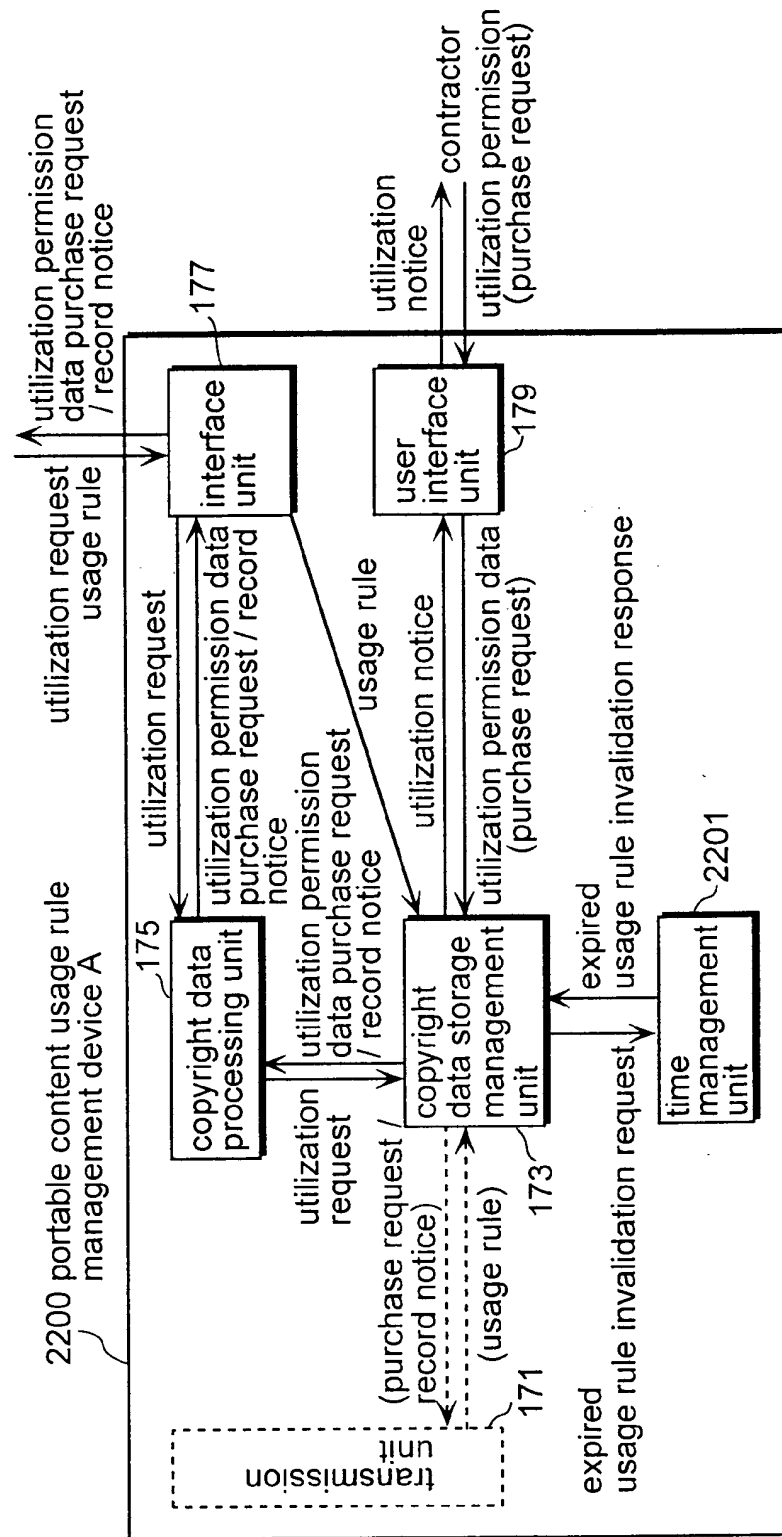 2200 portable content usage rule
management device A
utilization request
usage rule
utilization permission
data purchase request
/ record notice
175
copyright data
processing unit
utilization request
utilization permission data
purchase request / record
notice
177
interface
unit
utilization
request
utilization permission
data purchase request
/ record notice
usage rule
transmission
unit
171
(purchase request /
record notice)
(usage rule)
copyright
data storage
management
unit
173
utilization notice
utilization permission data
(purchase request)
user
interface
unit
179
utilization
notice
contractor
utilization permission
(purchase request)
expired
usage rule invalidation request
expired
usage rule invalidation response
time
management
unit
2201